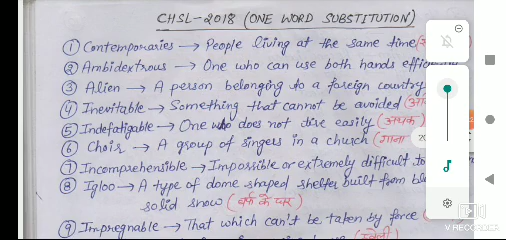 CHSL-2018 (ONE WORD SUBSTITUTION)
① Contemporaries → People living at the same time
② Ambidextrous → One who can use both hands
③ Alien → A person belonging to a foreign country
④ Inevitable → Something that cannot be avoided
⑤ Indefatigable → One who does not tire easily (अथक)
⑥ Choir → A group of singers in a church (गाना
⑦ Incomprehensible → Impossible or extremely difficult to
⑧ Igloo → A type of dome shaped shelter built from
solid snow (बर्फ के घर)
⑨ Impregnable → That which can't be taken by force
V.RECORDER